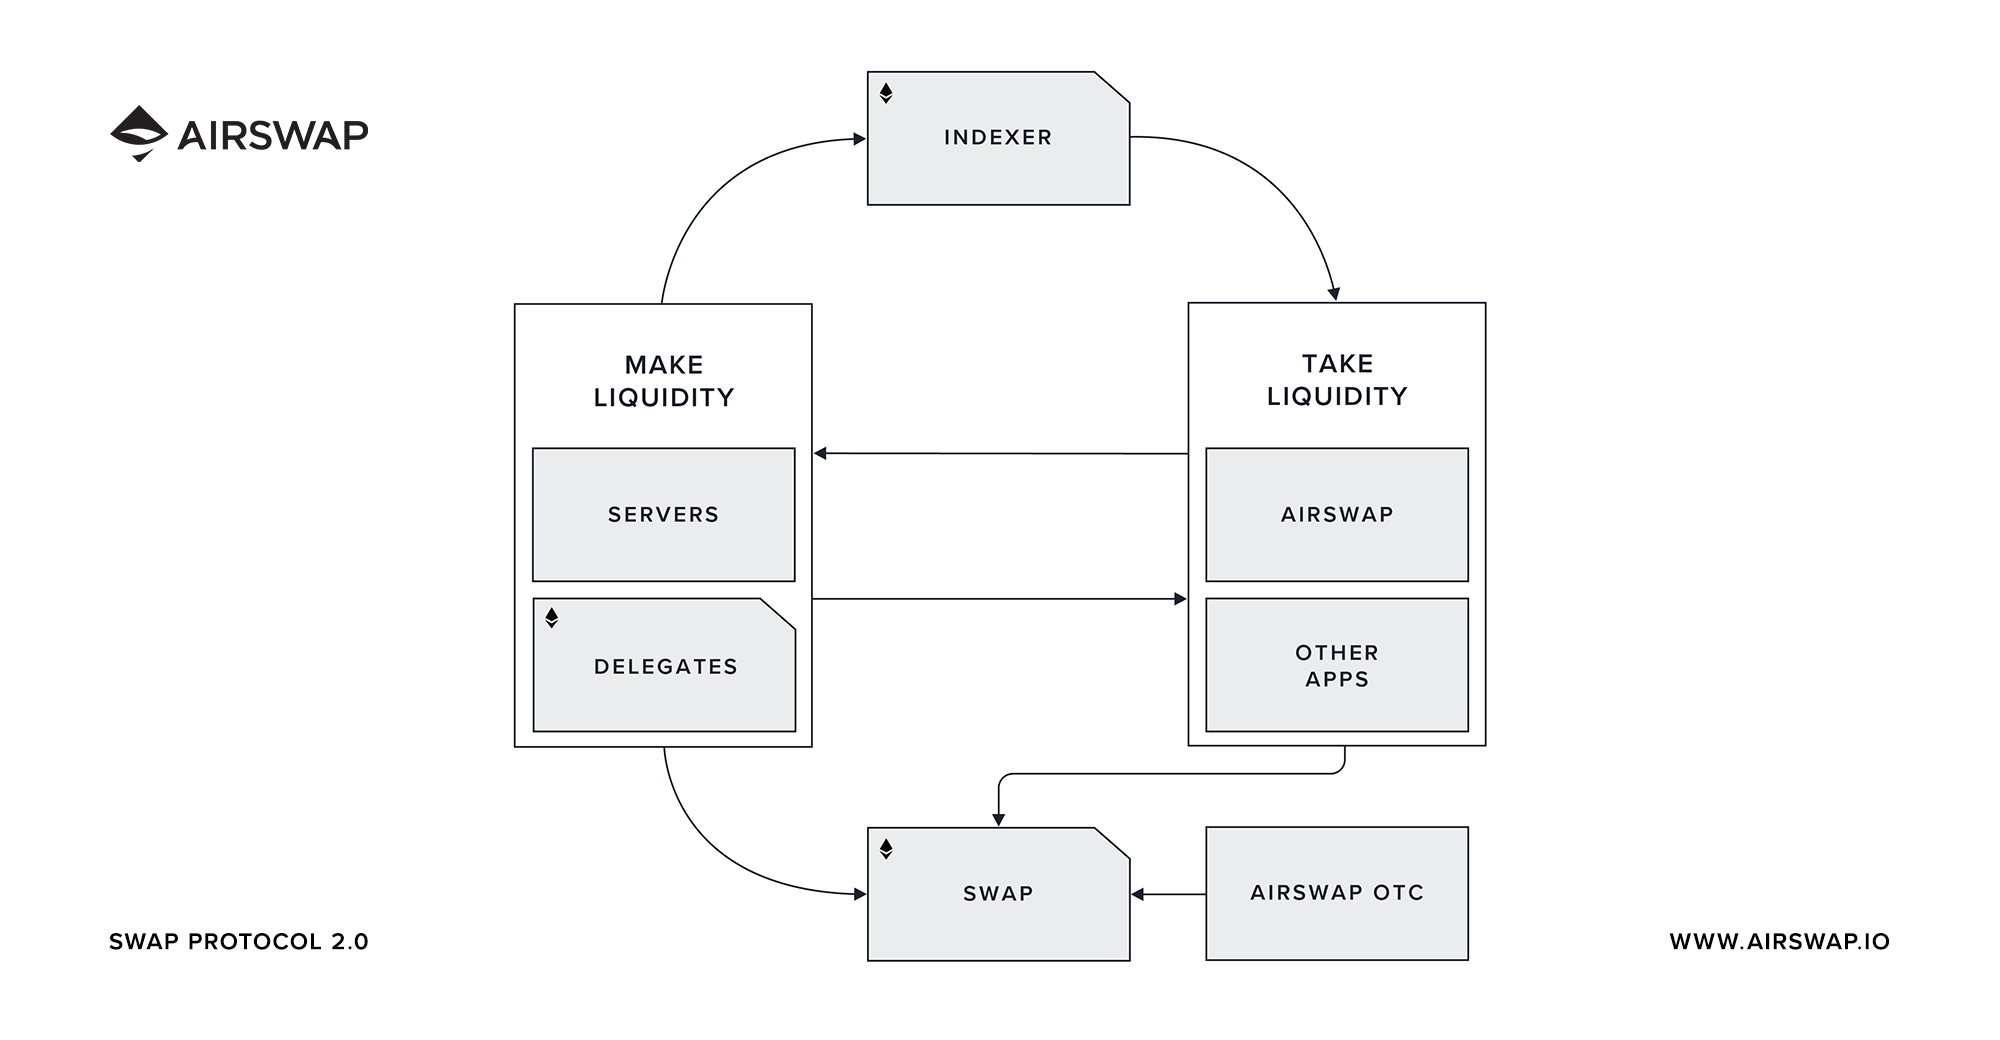 AIRSWAP
INDEXER
MAKE
LIQUIDITY
SERVERS
DELEGATES
TAKE
LIQUIDITY
AIRSWAP
OTHER
APPS
SWAP
AIRSWAP OTC
SWAP PROTOCOL 2.0
WWW.AIRSWAP.IO